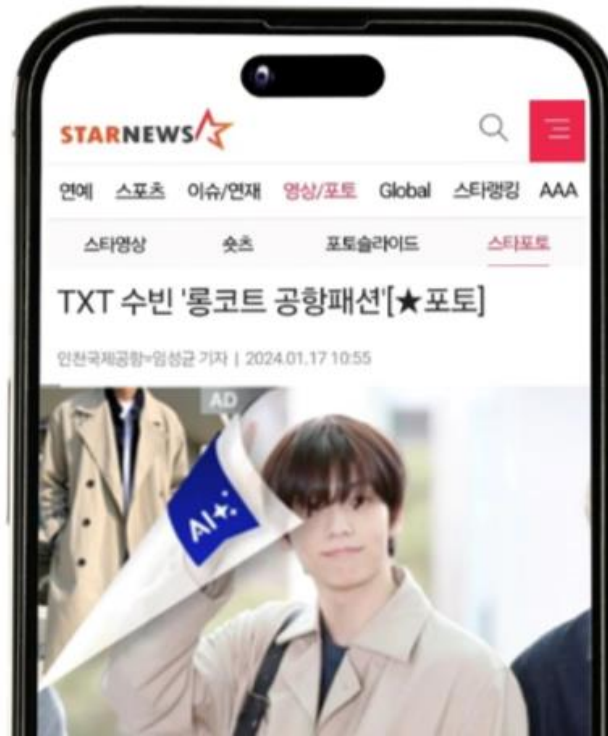 STARNEWS
연예 스포츠 이슈/연재 영상/포토 Global 스타랭킹 AAA
스타영상 숏츠 포토슬라이드 스타포토
TXT 수빈 '롱코트 공항패션'[★포토]
인천국제공항=임성균 기자 | 2024.01.17 10:55
AD
AI+